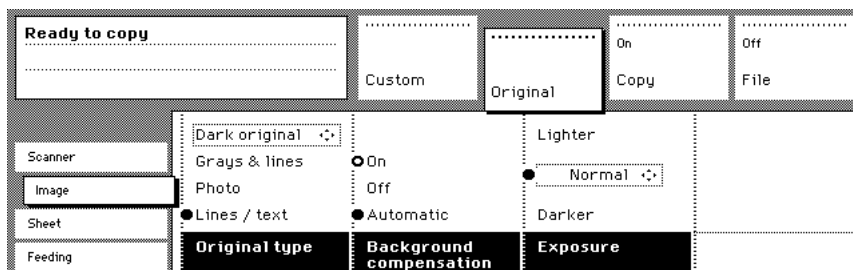 Ready to copy
Custom
Original
On
Copy
Off
File
Scanner
Image
Sheet
Feeding
Dark original
Grays & lines
Photo
Lines / text
Original type
On
Off
Automatic
Background
compensation
Lighter
Normal
Darker
Exposure